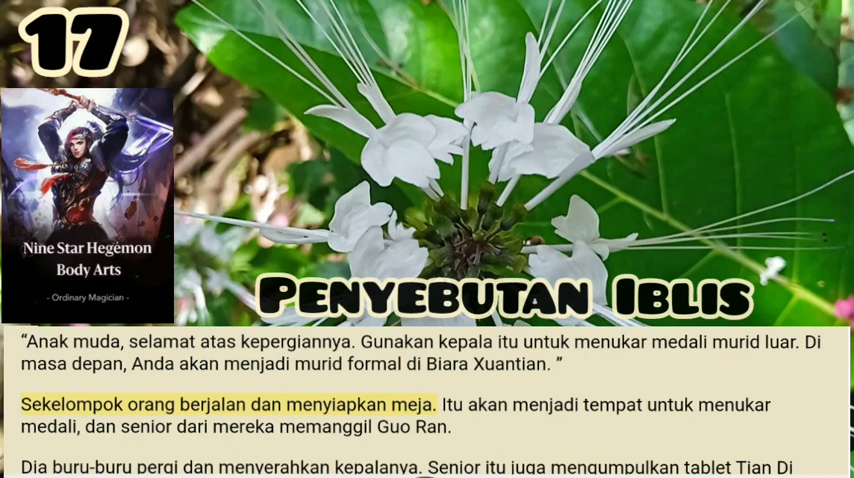 17
Nine Star Hegemon
Body Arts
- Ordinary Magician -
PENYEBUTAN IBLIS
“Anak muda, selamat atas kepergiannya. Gunakan kepala itu untuk menukar medali murid luar. Di
masa depan, Anda akan menjadi murid formal di Biara Xuantian. ”
Sekelompok orang berjalan dan menyiapkan meja. Itu akan menjadi tempat untuk menukar
medali, dan senior dari mereka memanggil Guo Ran.
Dia buru-buru pergi dan menyerahkan kepalanya. Senior itu juga mengumpulkan tablet Tian Di